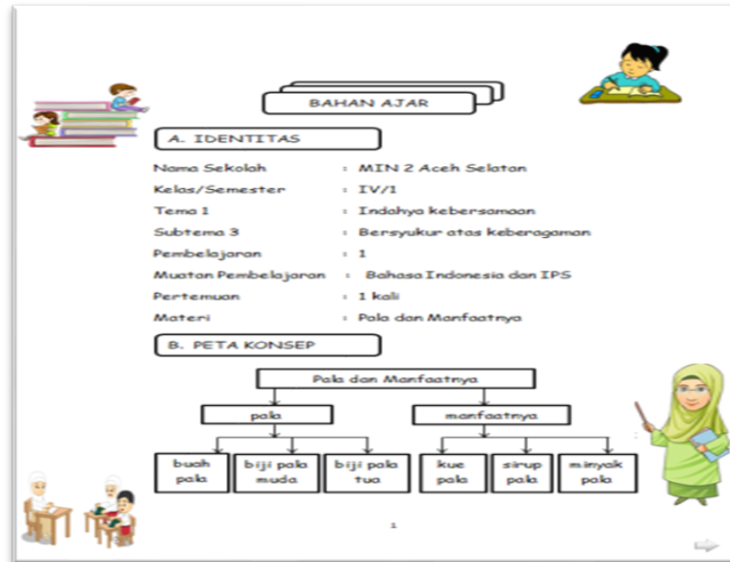 BAHAN AJAR
A. IDENTITAS
Nama Sekolah : MIN 2 Aceh Selatan
Kelas/Semester : IV/1
Tema 1 : Indahya kebersamaan
Subtema 3 : Bersyukur atas keberagaman
Pembelajaran : 1
Muatan Pembelajaran : Bahasa Indonesia dan IPS
Pertemuan : 1 kali
Materi : Pala dan Manfaatnya
B. PETA KONSEP
Pala dan Manfaatnya
pala manfaatnya
buah biji pala biji pala kue sirup minyak
pala muda tua pala pala pala
1